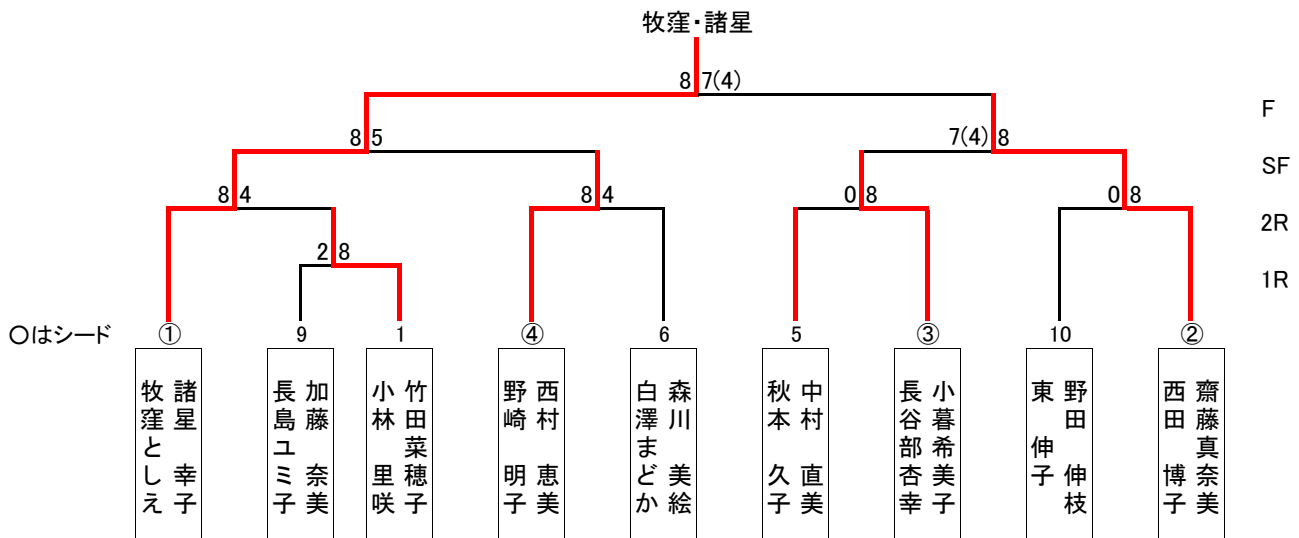 牧窪・諸星
8 7(4)
F
8 5
7(4) 8
SF
8 4
8 4
0 8
0 8
2R
2 8
1R
〇はシード
① 9 1 ④ 6 5 ③ 10 ②
諸星 幸子
牧窪としえ
加藤 奈美
長島ユミ子
竹田菜穂子
小林 里咲
西村 恵美
野崎 明子
森川 美絵
白澤まどか
中村 直美
秋本 久子
小暮希美子
長谷部杏幸
野田 伸枝
東 伸子
齋藤真奈美
西田 博子